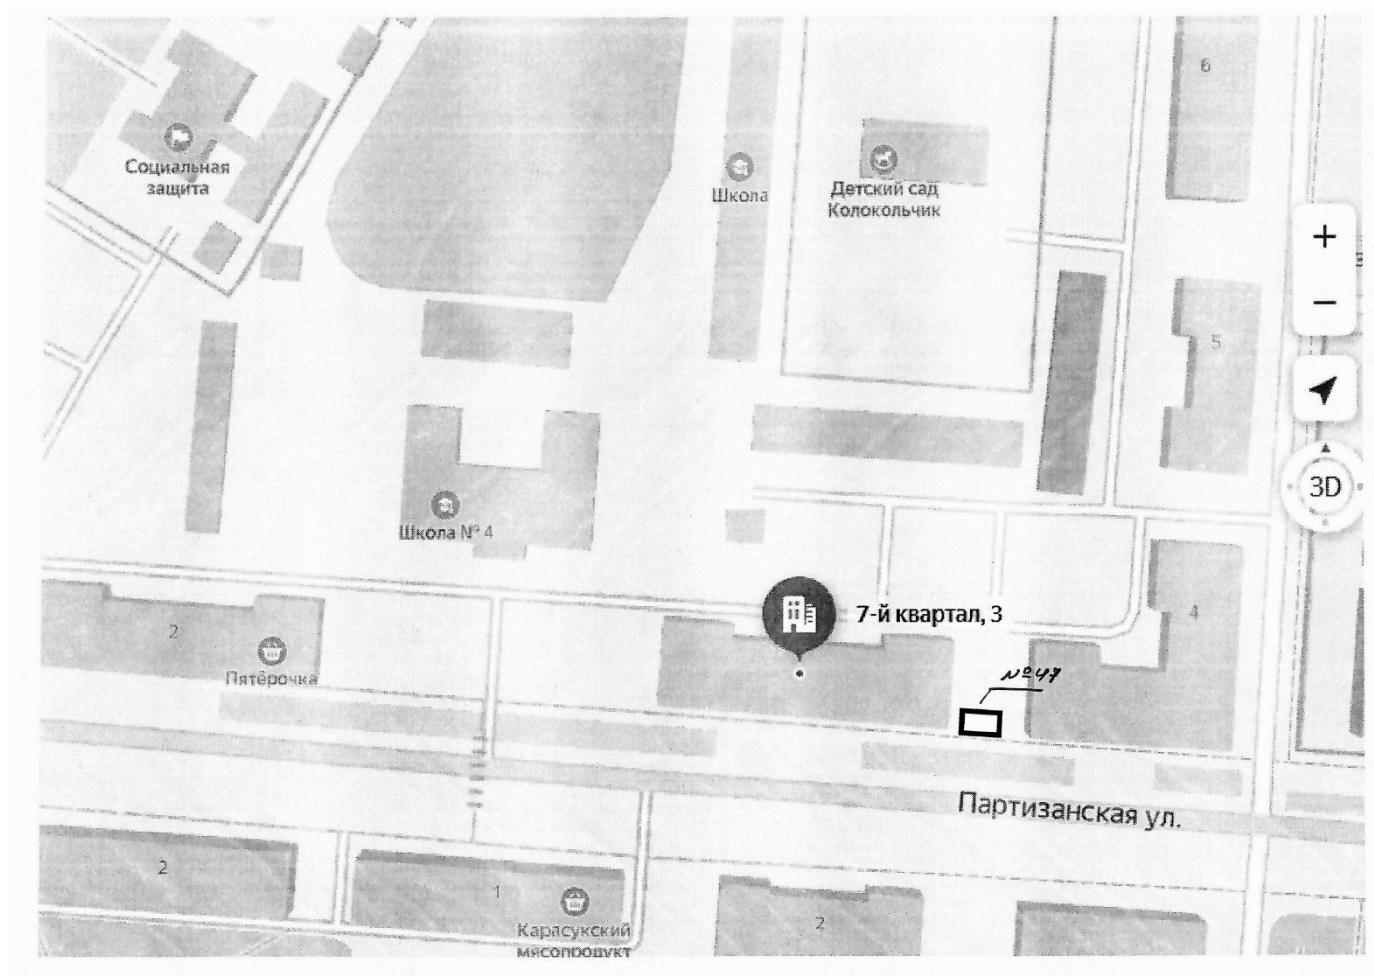 6
Социальная
защита
Школа
Детский сад
Колокольчик
+
−
5
3D
Школа № 4
7-й квартал, 3
4
2
Пятёрочка
№47
Партизанская ул.
2
1
2
Карасукский
мясопродукт